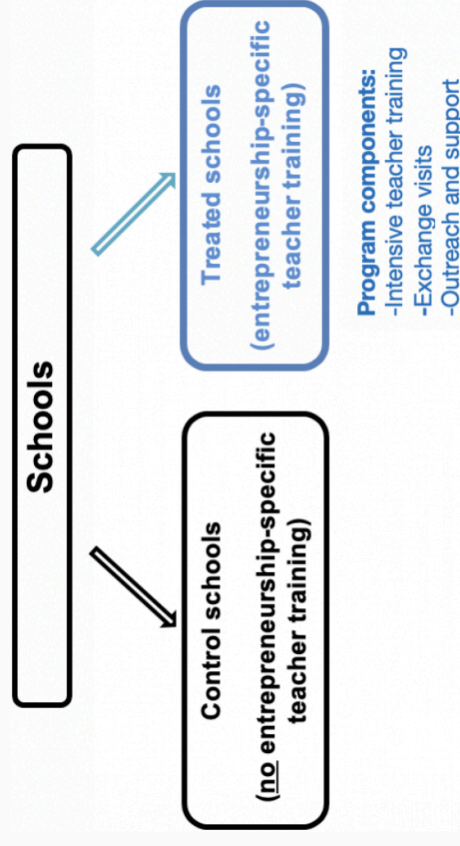 Schools
Control schools
(no entrepreneurship-specific
teacher training)
Treated schools
(entrepreneurship-specific
teacher training)
Program components:
-Intensive teacher training
-Exchange visits
-Outreach and support